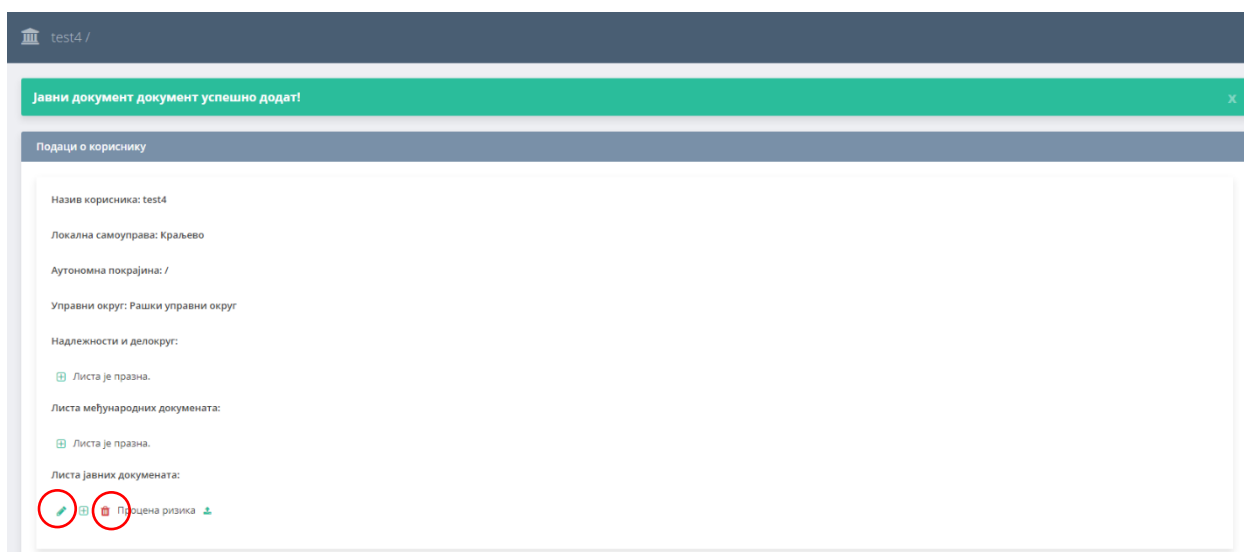 test4 /
Јавни документ документ успешно додат!
x
Подаци о кориснику
Назив корисника: test4
Локална самоуправа: Краљево
Аутономна покрајина: /
Управни округ: Рашки управни округ
Надлежности и делокруг:
Листа је празна.
Листа међународних докумената:
Листа је празна.
Листа јавних докумената:
Процена ризика